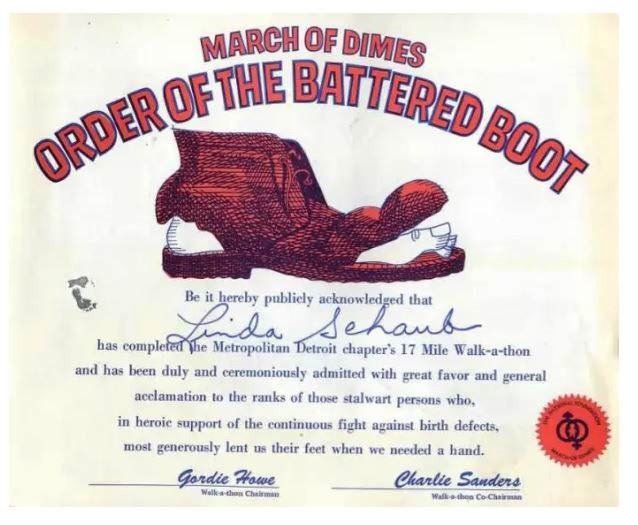 MARCH OF DIMES
ORDER OF THE BATTERED BOOT
Be it hereby publicly acknowledged that
Linda Schaub
has completed the Metropolitan Detroit chapter's 17 Mile Walk-a-thon
and has been duly and ceremoniously admitted with great favor and general
acclamation to the ranks of those stalwart persons who,
in heroic support of the continuous fight against birth defects,
most generously lent us their feet when we needed a hand.
Gordie Howe
Walk-a-thon Chairman
Charlie Sanders
Walk-a-thon Co-Chairman
THE NATIONAL FOUNDATION
MARCH OF DIMES